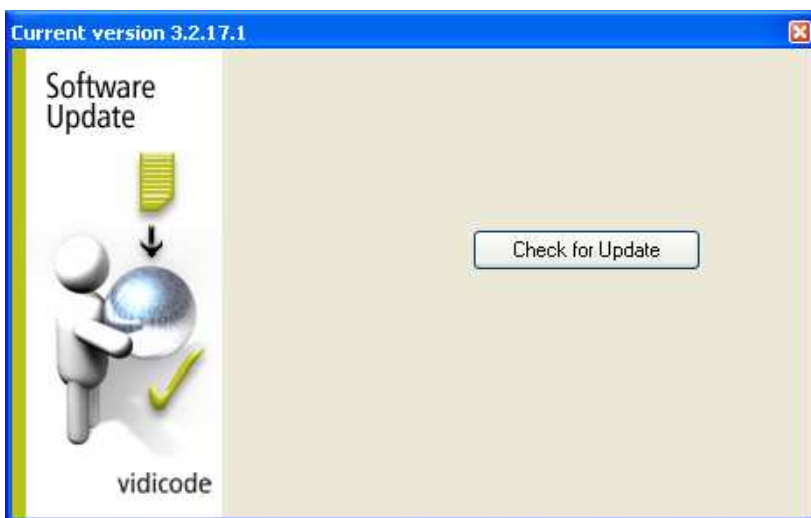 Current version 3.2.17.1
Software
Update
Check for Update
vidicode